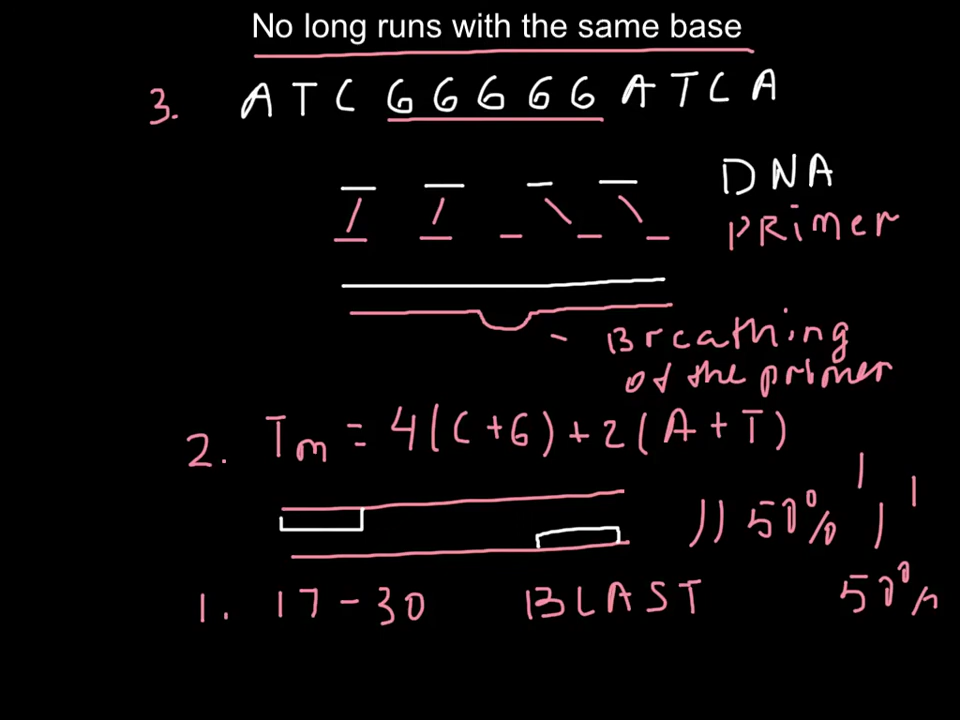 No long runs with the same base
3. ATCGGGGGATCA
DNA
PRimer
Breathing
of the primer
2. Tm = 4(C+G)+2(A+T)
50%
1. 17-30 BLAST 50%